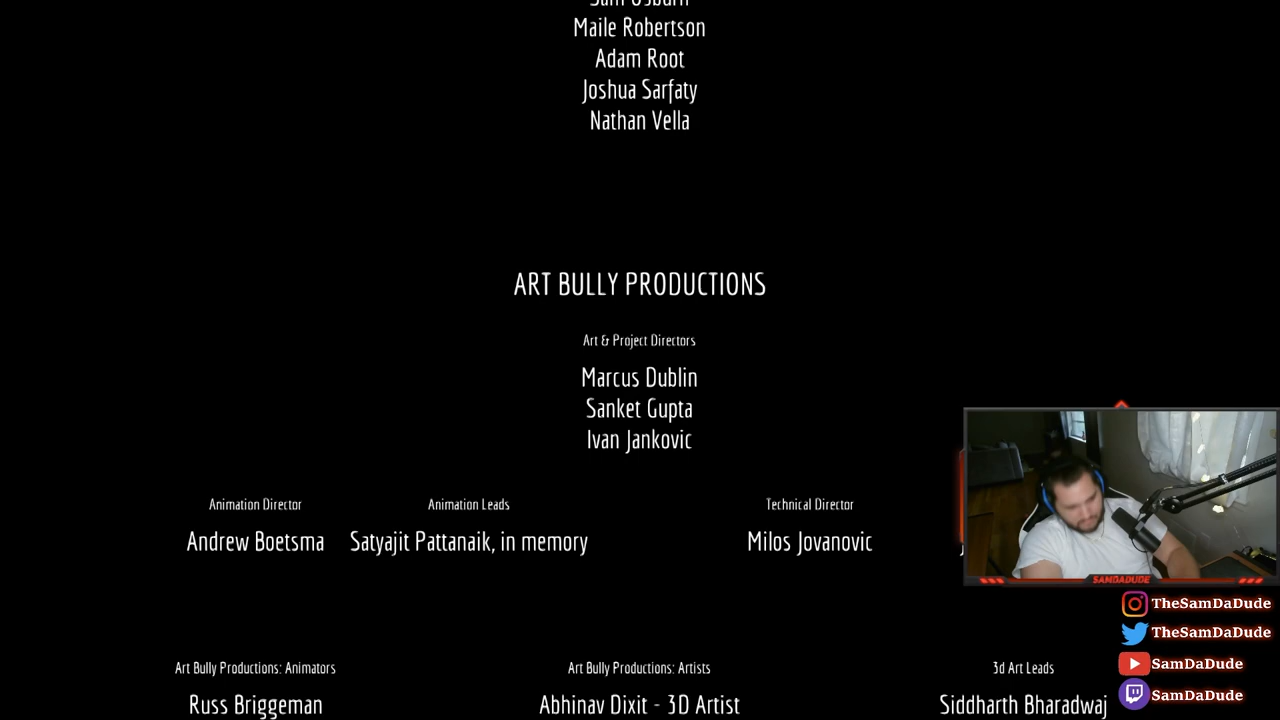 Maile Robertson
Adam Root
Joshua Sarfaty
Nathan Vella
ART BULLY PRODUCTIONS
Art & Project Directors
Marcus Dublin
Sanket Gupta
Ivan Jankovic
Animation Director
Animation Leads
Technical Director
Andrew Boetsma
Satyajit Pattanaik, in memory
Milos Jovanovic
SAMDADUDE
TheSamDaDude
TheSamDaDude
SamDaDude
SamDaDude
Art Bully Productions: Animators
Art Bully Productions: Artists
3d Art Leads
Russ Briggeman
Abhinav Dixit - 3D Artist
Siddharth Bharadwaj